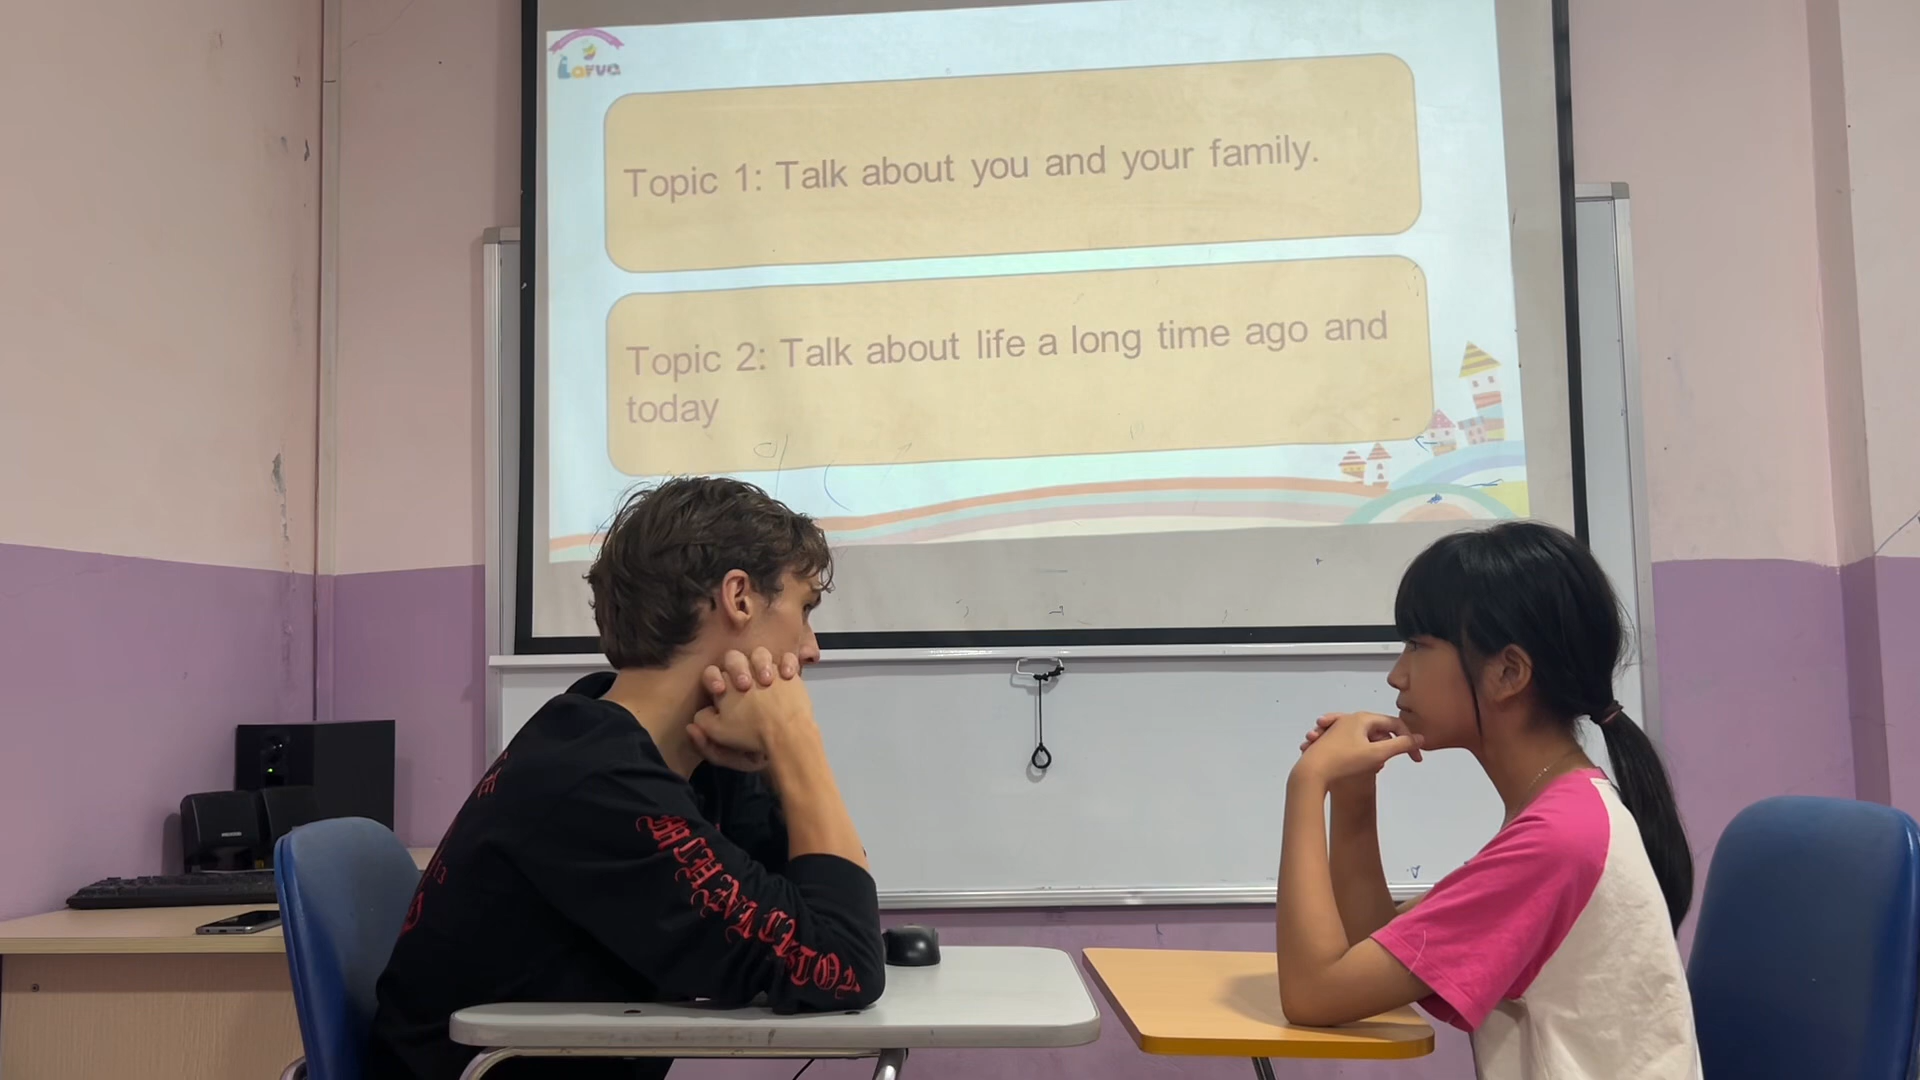 Larva
Topic 1: Talk about you and your family.
Topic 2: Talk about life a long time ago and
today